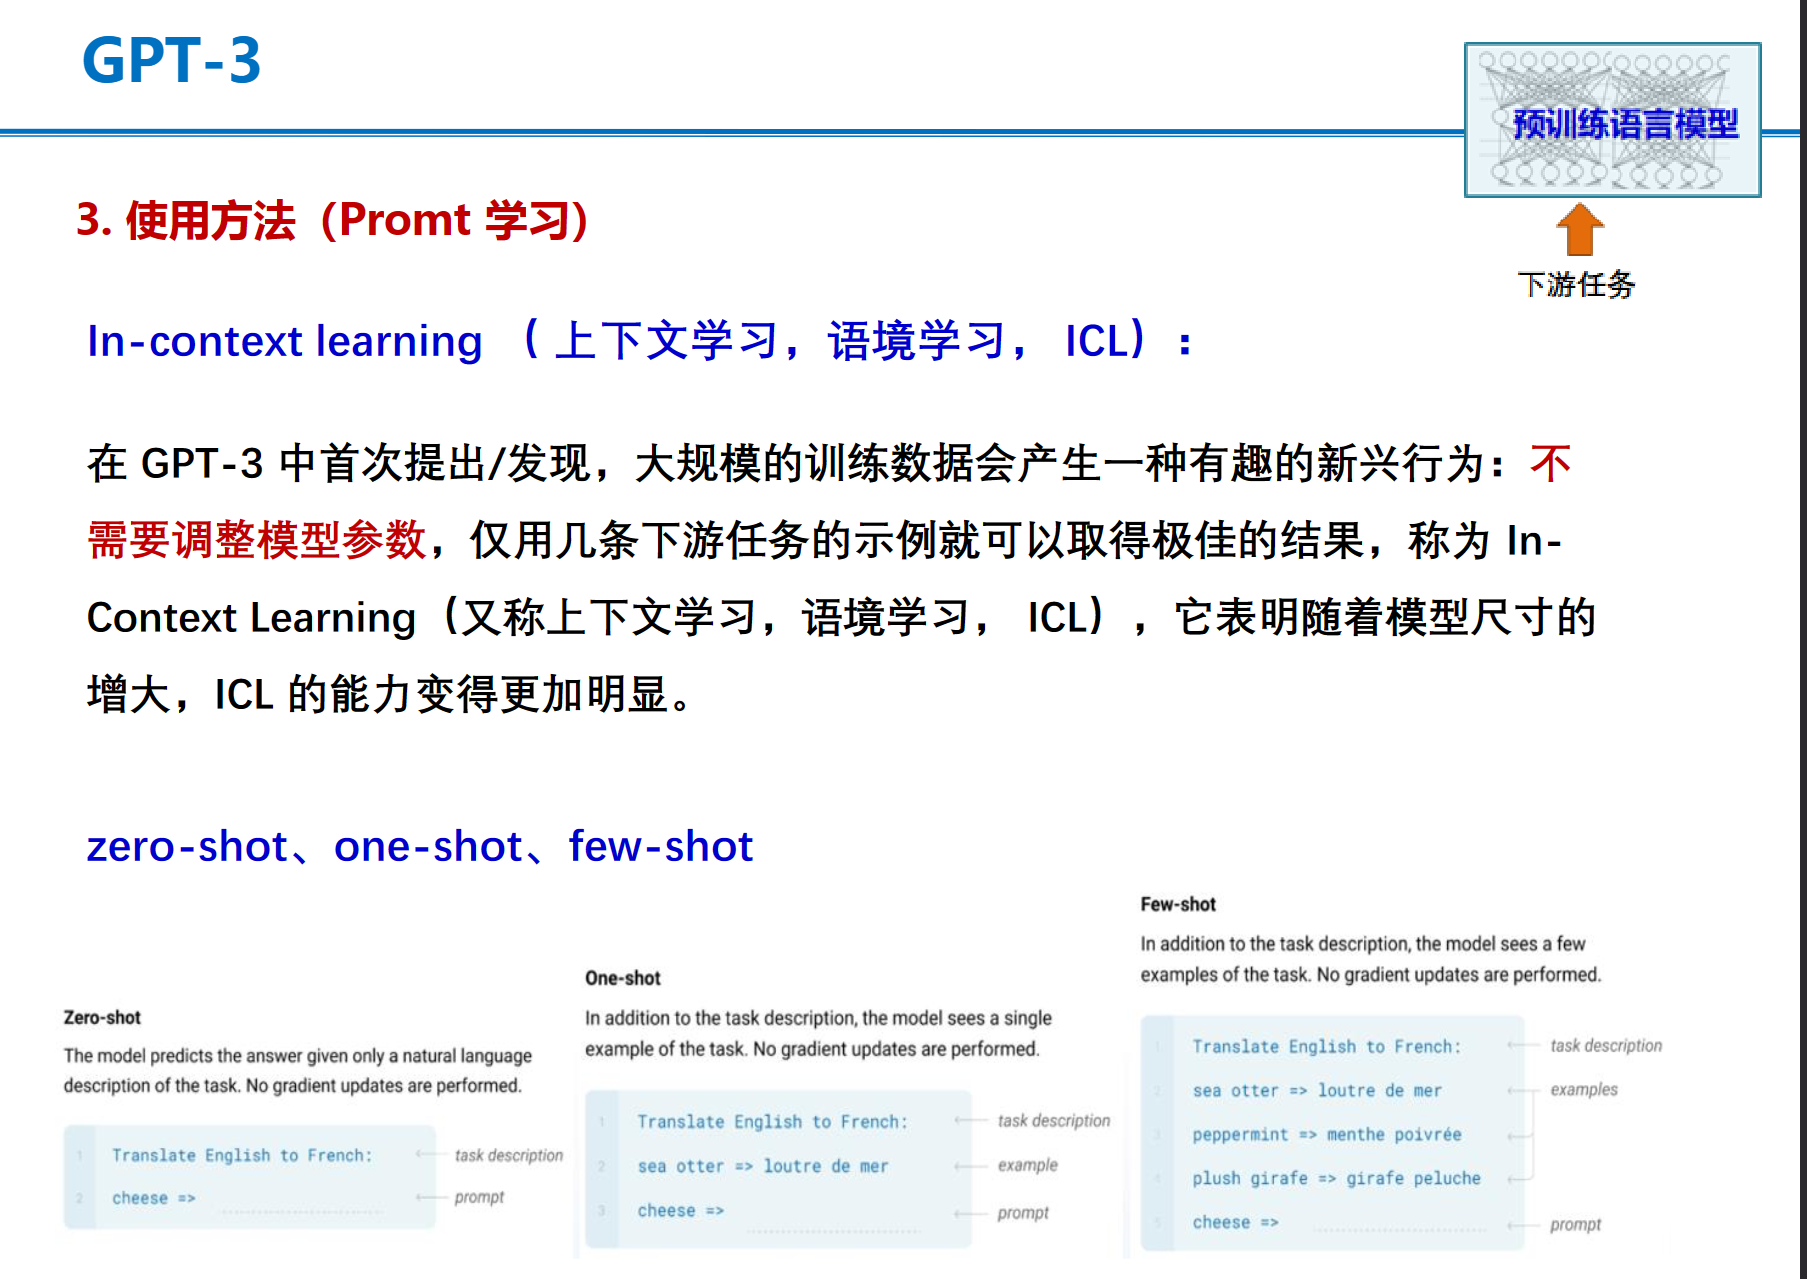 GPT-3
预训练语言模型
下游任务
3. 使用方法（Promt 学习）
In-context learning （ 上下文学习，语境学习， ICL）：
在 GPT-3 中首次提出/发现，大规模的训练数据会产生一种有趣的新兴行为：不
需要调整模型参数，仅用几条下游任务的示例就可以取得极佳的结果，称为 In-
Context Learning（又称上下文学习，语境学习， ICL），它表明随着模型尺寸的
增大，ICL 的能力变得更加明显。
zero-shot、one-shot、few-shot
Zero-shot
The model predicts the answer given only a natural language
description of the task. No gradient updates are performed.
1 Translate English to French: task description
2 cheese => prompt
One-shot
In addition to the task description, the model sees a single
example of the task. No gradient updates are performed.
1 Translate English to French: task description
2 sea otter => loutre de mer example
3 cheese => prompt
Few-shot
In addition to the task description, the model sees a few
examples of the task. No gradient updates are performed.
1 Translate English to French: task description
2 sea otter => loutre de mer examples
3 peppermint => menthe poivrée
4 plush girafe => girafe peluche
5 cheese => prompt